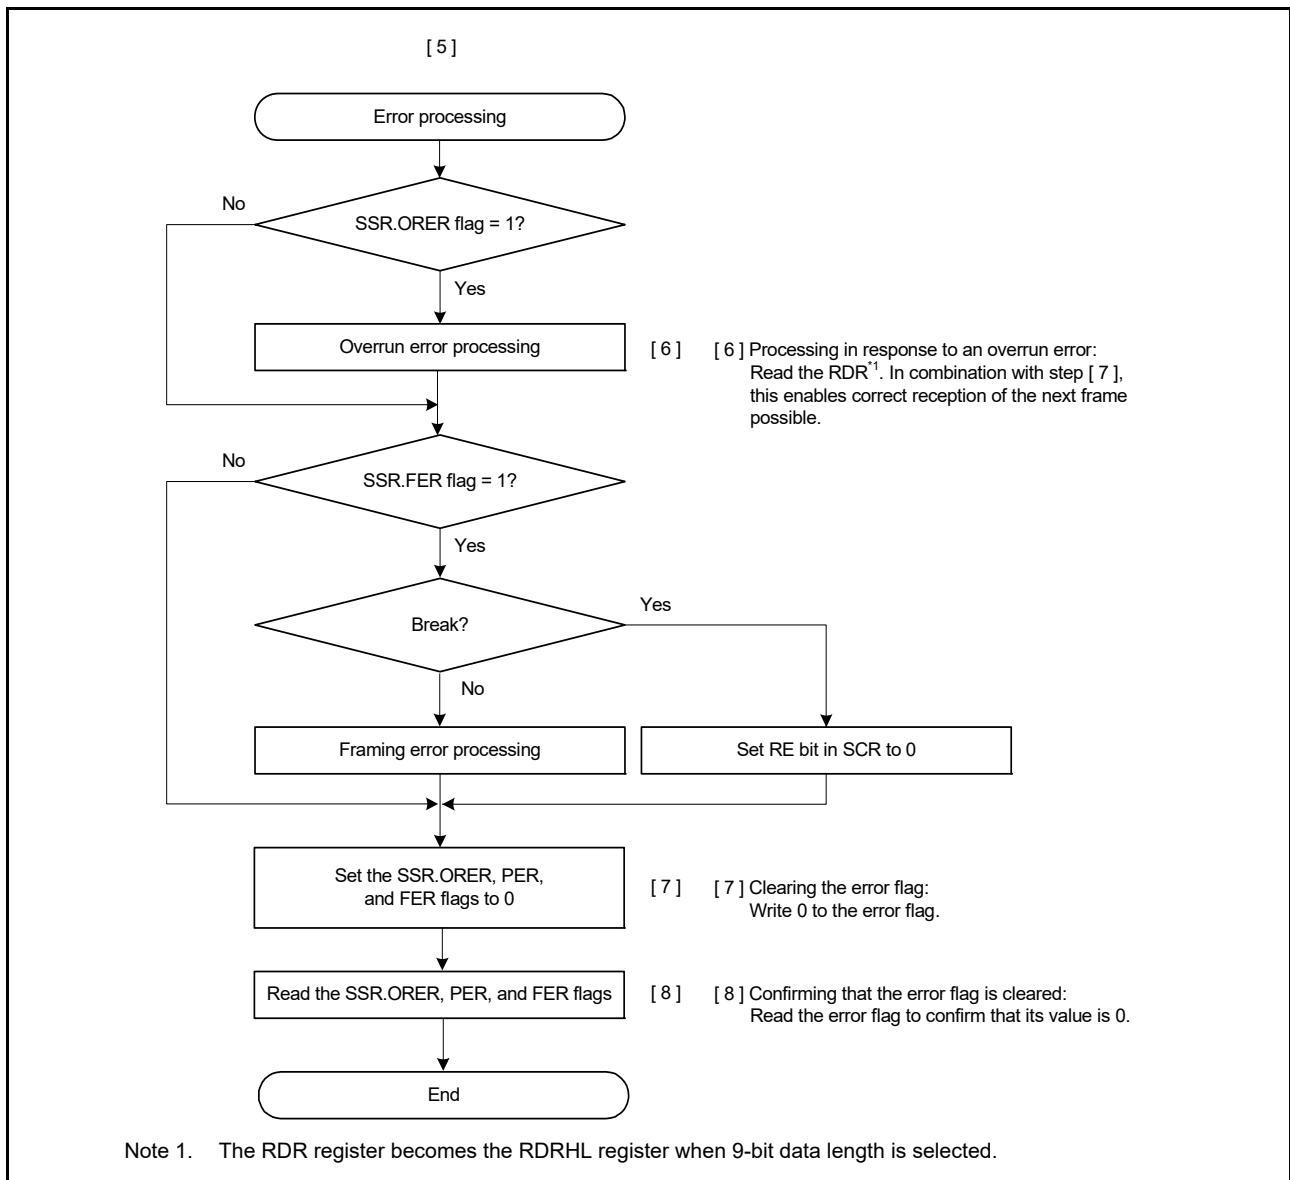 [ 5 ]
Error processing
No
SSR.ORER flag = 1?
Yes
Overrun error processing
[ 6 ]
[ 6 ] Processing in response to an overrun error:
Read the RDR*1. In combination with step [ 7 ],
this enables correct reception of the next frame
possible.
No
SSR.FER flag = 1?
Yes
Break?
Yes
No
Framing error processing
Set RE bit in SCR to 0
Set the SSR.ORER, PER,
and FER flags to 0
[ 7 ]
[ 7 ] Clearing the error flag:
Write 0 to the error flag.
Read the SSR.ORER, PER, and FER flags
[ 8 ]
[ 8 ] Confirming that the error flag is cleared:
Read the error flag to confirm that its value is 0.
End
Note 1. The RDR register becomes the RDRHL register when 9-bit data length is selected.